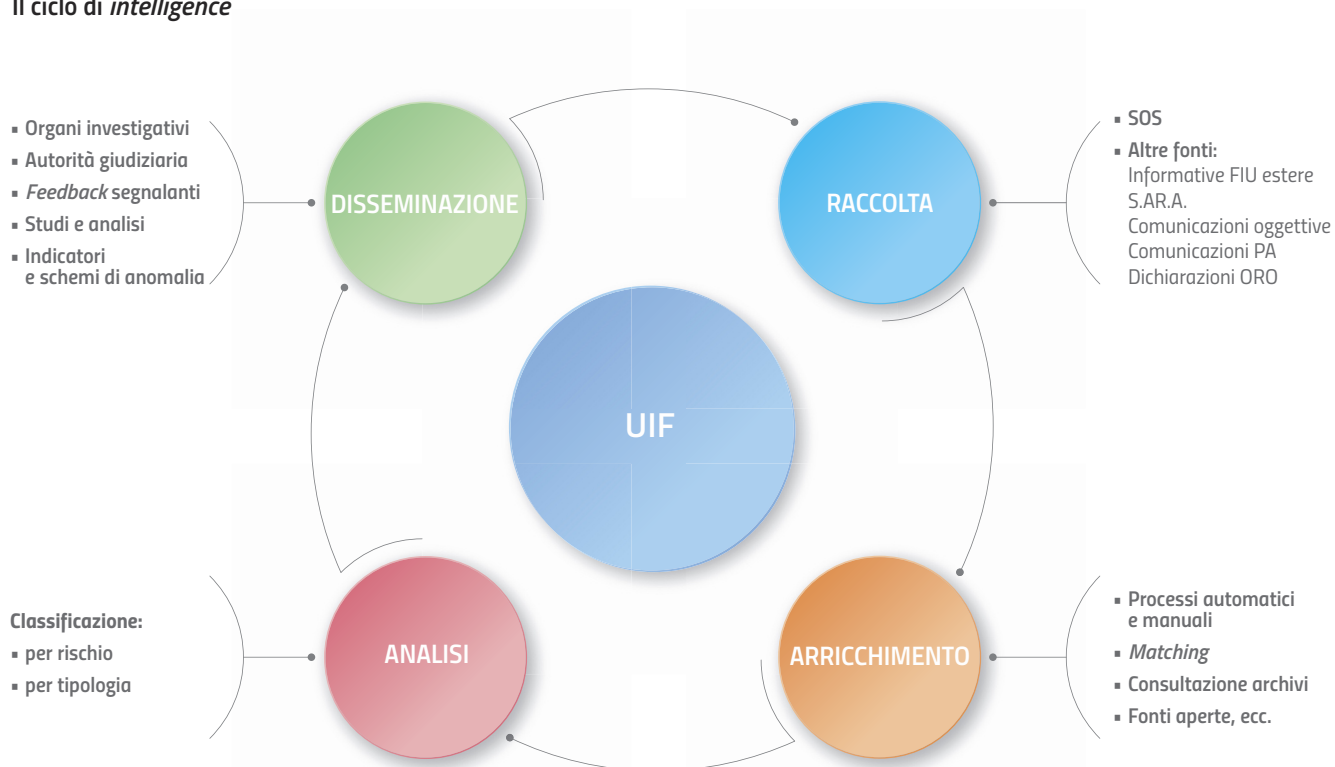 Il ciclo di intelligence
▪ Organi investigativi
▪ Autorità giudiziaria
▪ Feedback segnalanti
▪ Studi e analisi
▪ Indicatori
e schemi di anomalia
DISSEMINAZIONE
RACCOLTA
▪ SOS
▪ Altre fonti:
Informative FIU estere
S.AR.A.
Comunicazioni oggettive
Comunicazioni PA
Dichiarazioni ORO
UIF
Classificazione:
▪ per rischio
▪ per tipologia
ANALISI
ARRICCHIMENTO
▪ Processi automatici
e manuali
▪ Matching
▪ Consultazione archivi
▪ Fonti aperte, ecc.